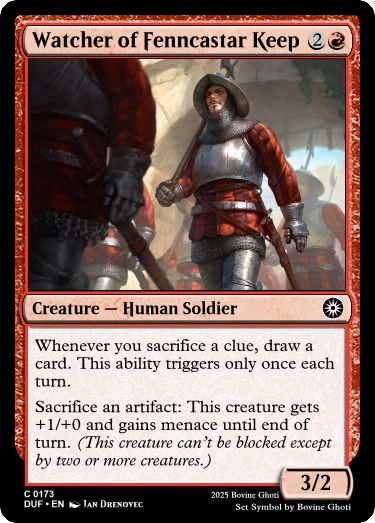 Watcher of Fenncastar Keep 2
Creature — Human Soldier
Whenever you sacrifice a clue, draw a
card. This ability triggers only once each
turn.
Sacrifice an artifact: This creature gets
+1/+0 and gains menace until end of
turn. (This creature can't be blocked except
by two or more creatures.)
3/2
C 0173
DUF • EN Jan Drenovec
2025 Bovine Ghoti
Set Symbol by Bovine Ghoti